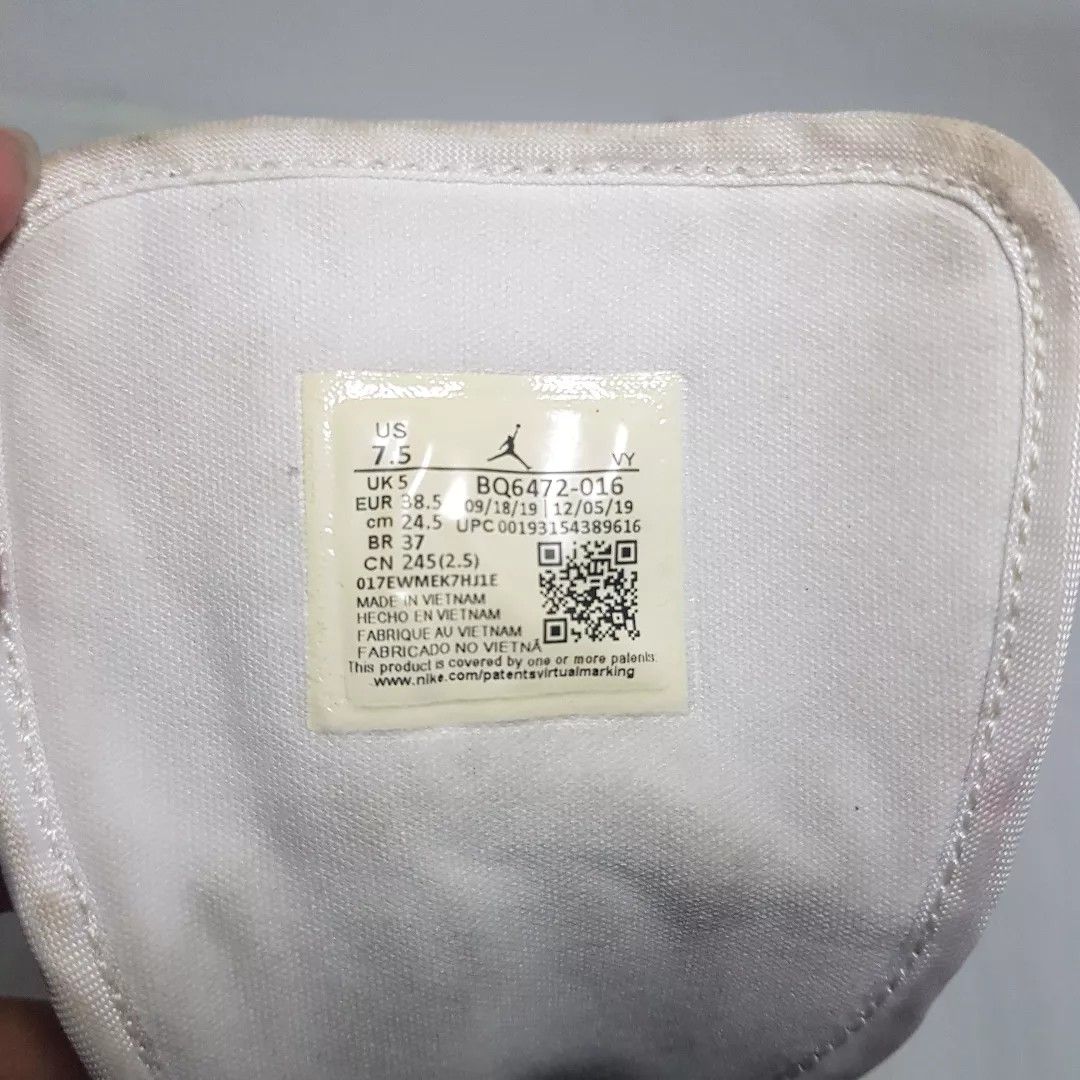 US
7.5
VY
UK 5
BQ6472-016
EUR 38.5
09/18/19 | 12/05/19
cm 24.5
UPC 00193154389616
BR 37
CN 245(2.5)
017EWMEK7HJ1E
MADE IN VIETNAM
HECHO EN VIETNAM
FABRIQUE AU VIETNAM
FABRICADO NO VIETNÃ
This product is covered by one or more patents.
www.nike.com/patentsvirtualmarking